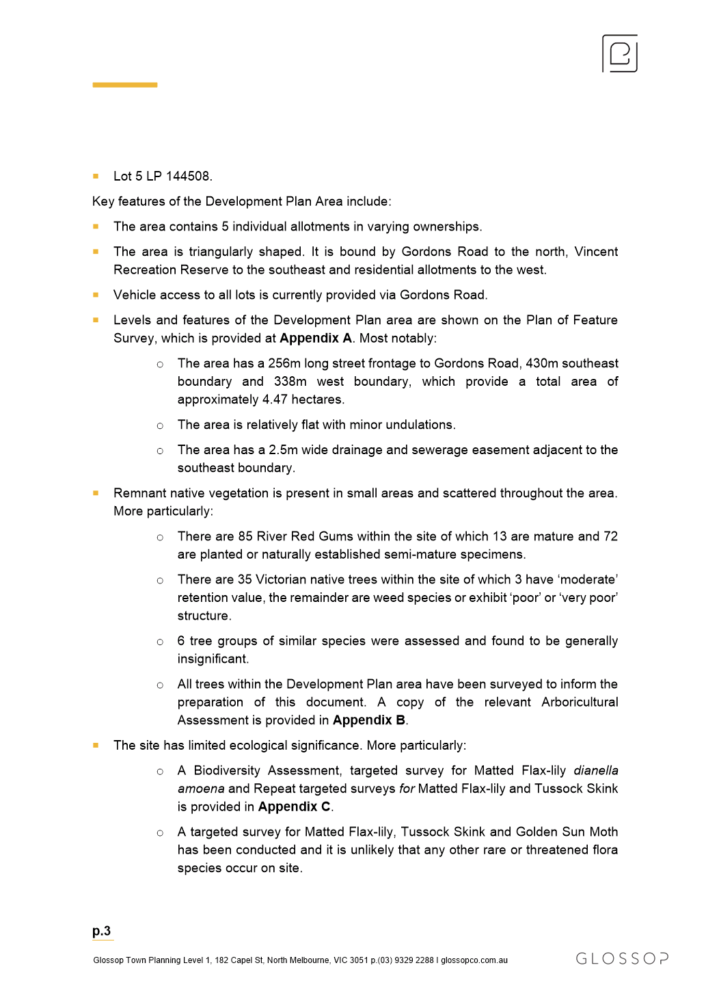 Lot 5 LP 144508.
Key features of the Development Plan Area include:
The area contains 5 individual allotments in varying ownerships.
The area is triangularly shaped. It is bound by Gordons Road to the north, Vincent
Recreation Reserve to the southeast and residential allotments to the west.
Vehicle access to all lots is currently provided via Gordons Road.
Levels and features of the Development Plan area are shown on the Plan of Feature
Survey, which is provided at Appendix A. Most notably:
The area has a 256m long street frontage to Gordons Road, 430m southeast
boundary and 338m west boundary, which provide a total area of
approximately 4.47 hectares.
The area is relatively flat with minor undulations.
The area has a 2.5m wide drainage and sewerage easement adjacent to the
southeast boundary.
Remnant native vegetation is present in small areas and scattered throughout the area.
More particularly:
There are 85 River Red Gums within the site of which 13 are mature and 72
are planted or naturally established semi-mature specimens.
There are 35 Victorian native trees within the site of which 3 have ‘moderate’
retention value, the remainder are weed species or exhibit ‘poor’ or ‘very poor’
structure.
6 tree groups of similar species were assessed and found to be generally
insignificant.
All trees within the Development Plan area have been surveyed to inform the
preparation of this document. A copy of the relevant Arboricultural
Assessment is provided in Appendix B.
The site has limited ecological significance. More particularly:
A Biodiversity Assessment, targeted survey for Matted Flax-lily dianella
amoena and Repeat targeted surveys for Matted Flax-lily and Tussock Skink
is provided in Appendix C.
A targeted survey for Matted Flax-lily, Tussock Skink and Golden Sun Moth
has been conducted and it is unlikely that any other rare or threatened flora
species occur on site.
p.3
Glossop Town Planning Level 1, 182 Capel St, North Melbourne, VIC 3051 p.(03) 9329 2288 I glossopco.com.au
GLOSSOP